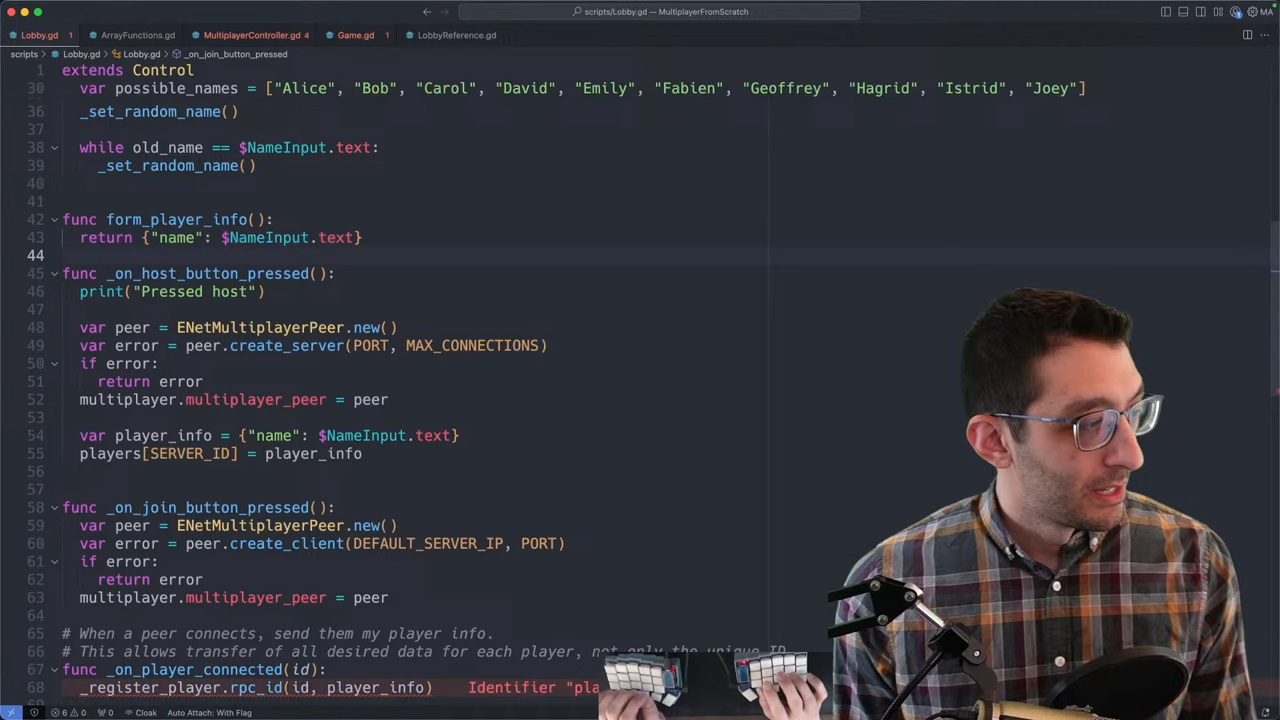 scripts/Lobby.gd — MultiplayerFromScratch
MA
Lobby.gd 1 ArrayFunctions.gd MultiplayerController.gd 4 Game.gd 1 LobbyReference.gd
scripts > Lobby.gd > Lobby.gd > _on_join_button_pressed
1 extends Control
30 var possible_names = ["Alice", "Bob", "Carol", "David", "Emily", "Fabien", "Geoffrey", "Hagrid", "Istrid", "Joey"]
36 _set_random_name()
37
38 while old_name == $NameInput.text:
39 _set_random_name()
40
41
42 func form_player_info():
43 return {"name": $NameInput.text}
44
45 func _on_host_button_pressed():
46 print("Pressed host")
47
48 var peer = ENetMultiplayerPeer.new()
49 var error = peer.create_server(PORT, MAX_CONNECTIONS)
50 if error:
51 return error
52 multiplayer.multiplayer_peer = peer
53
54 var player_info = {"name": $NameInput.text}
55 players[SERVER_ID] = player_info
56
57
58 func _on_join_button_pressed():
59 var peer = ENetMultiplayerPeer.new()
60 var error = peer.create_client(DEFAULT_SERVER_IP, PORT)
61 if error:
62 return error
63 multiplayer.multiplayer_peer = peer
64
65 # When a peer connects, send them my player info.
66 # This allows transfer of all desired data for each player, not only the unique ID
67 func _on_player_connected(id):
68 _register_player.rpc_id(id, player_info) Identifier "pla
6 0 0 Cloak Auto Attach: With Flag